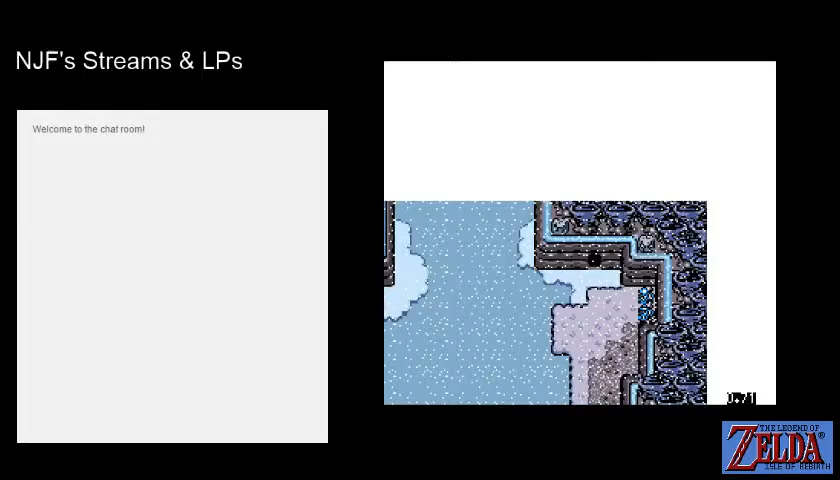 NJF's Streams & LPs
Welcome to the chat room!
THE LEGEND OF
ZELDA®
ISLE OF REBIRTH